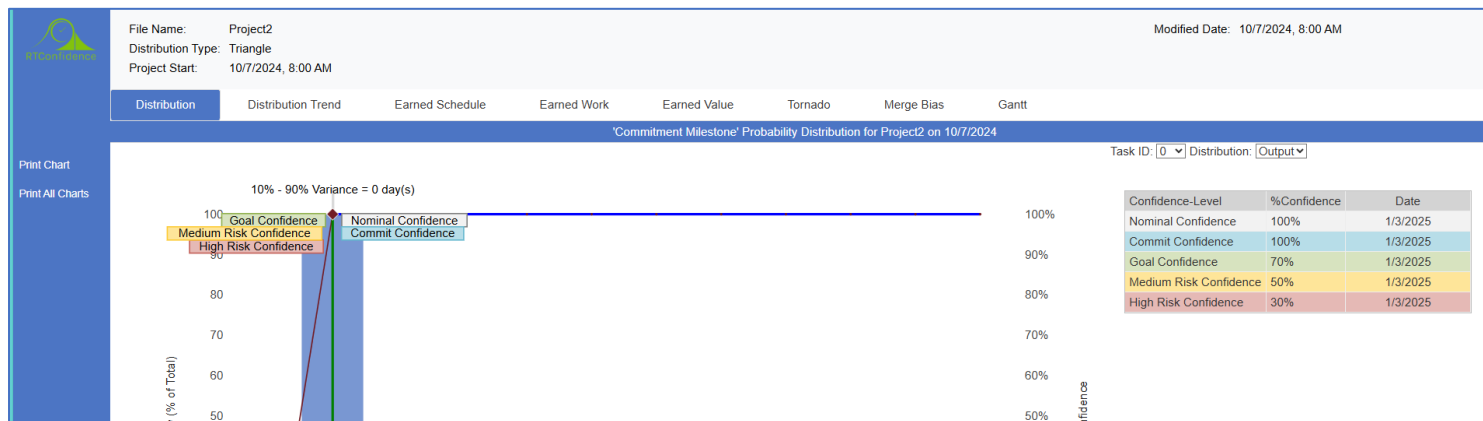 RTConfidence
File Name: Project2
Modified Date: 10/7/2024, 8:00 AM
Distribution Type: Triangle
Project Start: 10/7/2024, 8:00 AM
Distribution Distribution Trend Earned Schedule Earned Work Earned Value Tornado Merge Bias Gantt
'Commitment Milestone' Probability Distribution for Project2 on 10/7/2024
Task ID: 0 Distribution: Output
Print Chart
Print All Charts
10% - 90% Variance = 0 day(s)
100
Goal Confidence
Nominal Confidence
Medium Risk Confidence
Commit Confidence
High Risk Confidence
90
80
70
60
50
(% of Total)
100%
90%
80%
70%
60%
50%
Confidence-Level %Confidence Date
Nominal Confidence 100% 1/3/2025
Commit Confidence 100% 1/3/2025
Goal Confidence 70% 1/3/2025
Medium Risk Confidence 50% 1/3/2025
High Risk Confidence 30% 1/3/2025